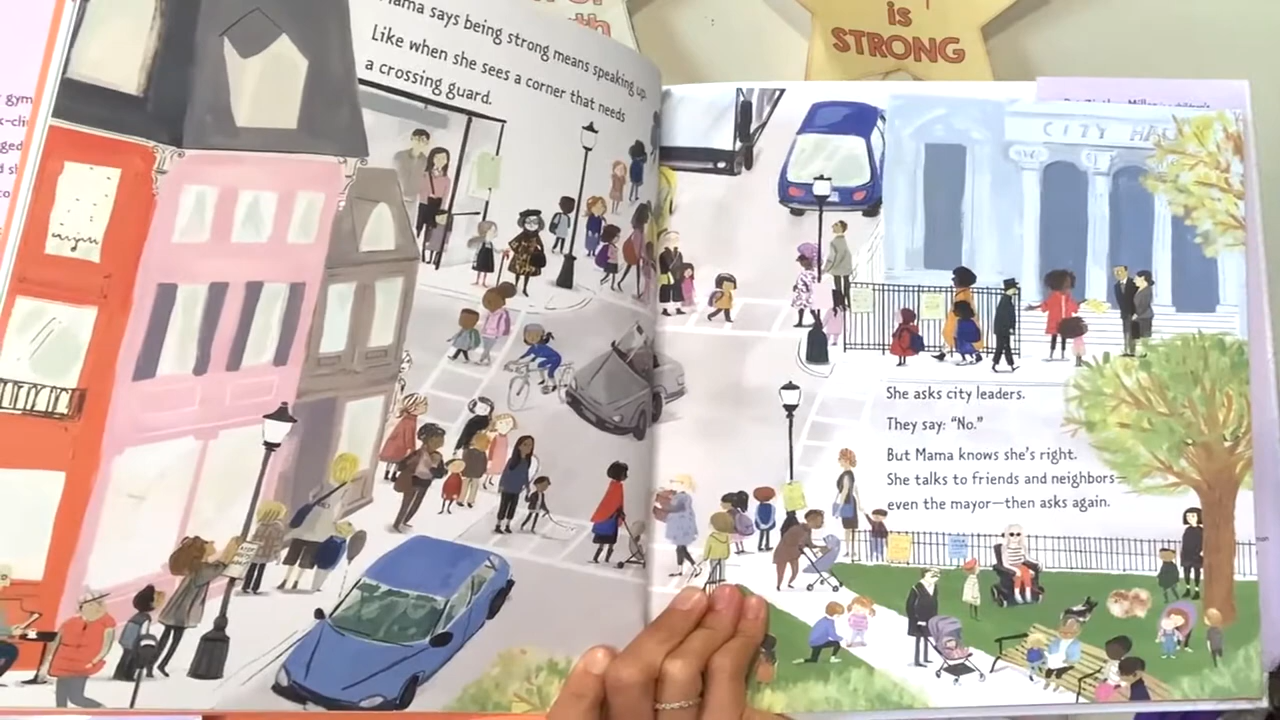 is
STRONG
Mama says being strong means speaking up.
Like when she sees a corner that needs
a crossing guard.
CITY HA
She asks city leaders.
They say: “No.”
But Mama knows she’s right.
She talks to friends and neighbors—
even the mayor—then asks again.